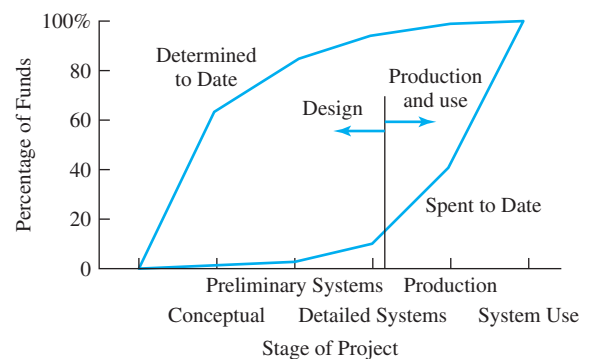 100%
80
60
40
20
0
Percentage of Funds
Determined
to Date
Design
Production
and use
Spent to Date
Preliminary Systems
Production
Conceptual
Detailed Systems
System Use
Stage of Project